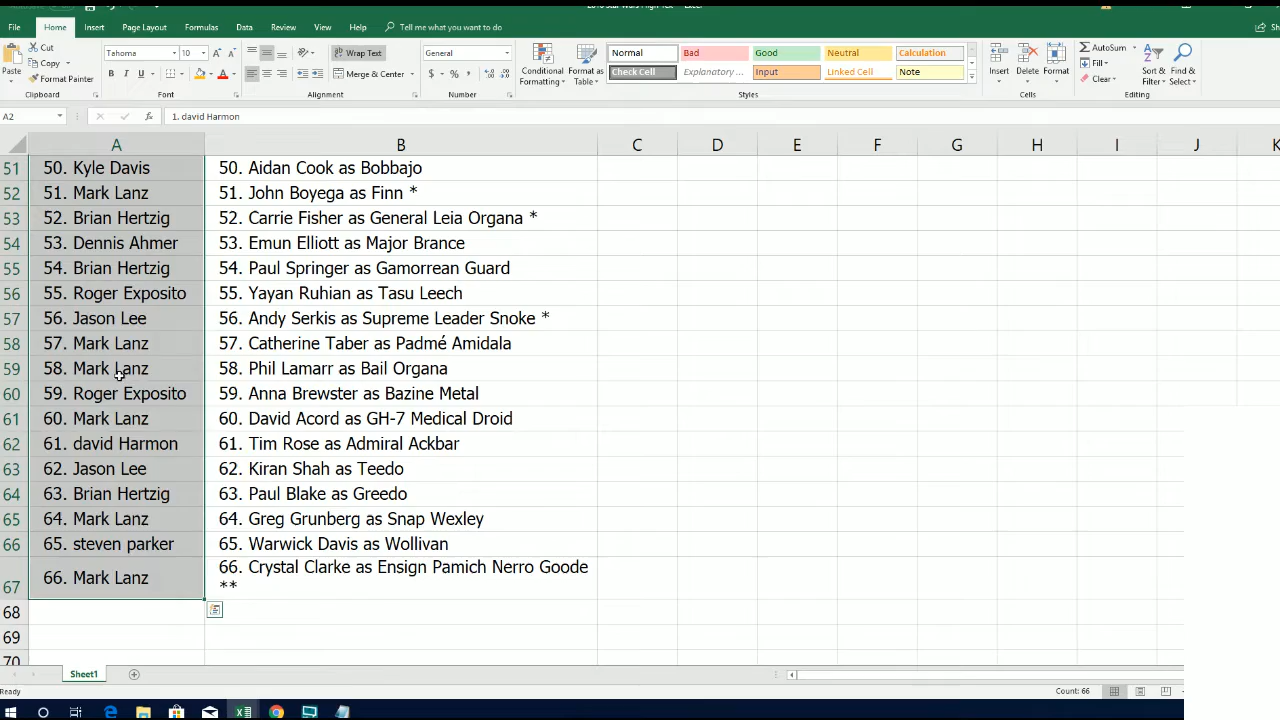 File Home Insert Page Layout Formulas Data Review View Help Tell me what you want to do
Cut
Copy
Format Painter
Paste
Clipboard
Tahoma 10
B I U
Font
Wrap Text
Merge & Center
Alignment
General
$ % ,
Number
Conditional Formatting
Format as Table
Normal Bad Good Neutral Calculation
Check Cell Explanatory ... Input Linked Cell Note
Styles
Insert Delete Format
Cells
AutoSum
Fill
Clear
Sort & Filter
Find & Select
Editing
A2 fx 1. david Harmon
A B C D E F G H I J K
51 50. Kyle Davis 50. Aidan Cook as Bobbajo
52 51. Mark Lanz 51. John Boyega as Finn *
53 52. Brian Hertzig 52. Carrie Fisher as General Leia Organa *
54 53. Dennis Ahmer 53. Emun Elliott as Major Brance
55 54. Brian Hertzig 54. Paul Springer as Gamorrean Guard
56 55. Roger Exposito 55. Yayan Ruhian as Tasu Leech
57 56. Jason Lee 56. Andy Serkis as Supreme Leader Snoke *
58 57. Mark Lanz 57. Catherine Taber as Padmé Amidala
59 58. Mark Lanz 58. Phil Lamarr as Bail Organa
60 59. Roger Exposito 59. Anna Brewster as Bazine Metal
61 60. Mark Lanz 60. David Acord as GH-7 Medical Droid
62 61. david Harmon 61. Tim Rose as Admiral Ackbar
63 62. Jason Lee 62. Kiran Shah as Teedo
64 63. Brian Hertzig 63. Paul Blake as Greedo
65 64. Mark Lanz 64. Greg Grunberg as Snap Wexley
66 65. steven parker 65. Warwick Davis as Wollivan
67 66. Mark Lanz 66. Crystal Clarke as Ensign Pamich Nerro Goode
**
68
69
70
Sheet1
Ready Count: 66